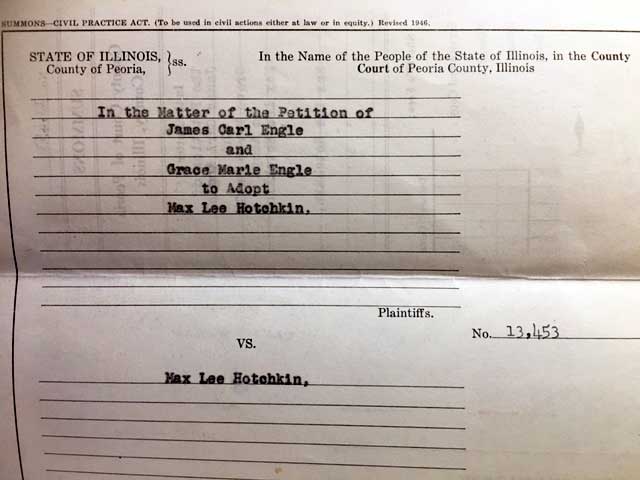 SUMMONS—CIVIL PRACTICE ACT. (To be used in civil actions either at law or in equity.) Revised 1946.
STATE OF ILLINOIS, }ss.
County of Peoria,
In the Name of the People of the State of Illinois, in the County
Court of Peoria County, Illinois
In the Matter of the Petition of
James Carl Engle
and
Grace Marie Engle
to Adopt
Max Lee Hotchkin,
Plaintiffs.
No. 13,453
VS.
Max Lee Hotchkin,